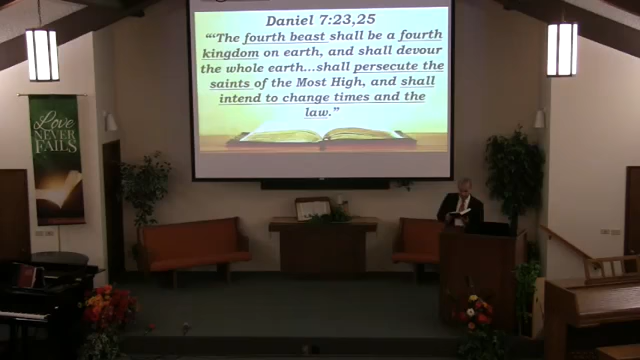 Daniel 7:23,25
"'The fourth beast shall be a fourth
kingdom on earth, and shall devour
the whole earth...shall persecute the
saints of the Most High, and shall
intend to change times and the
law.”
Love
NEVER
FAILS